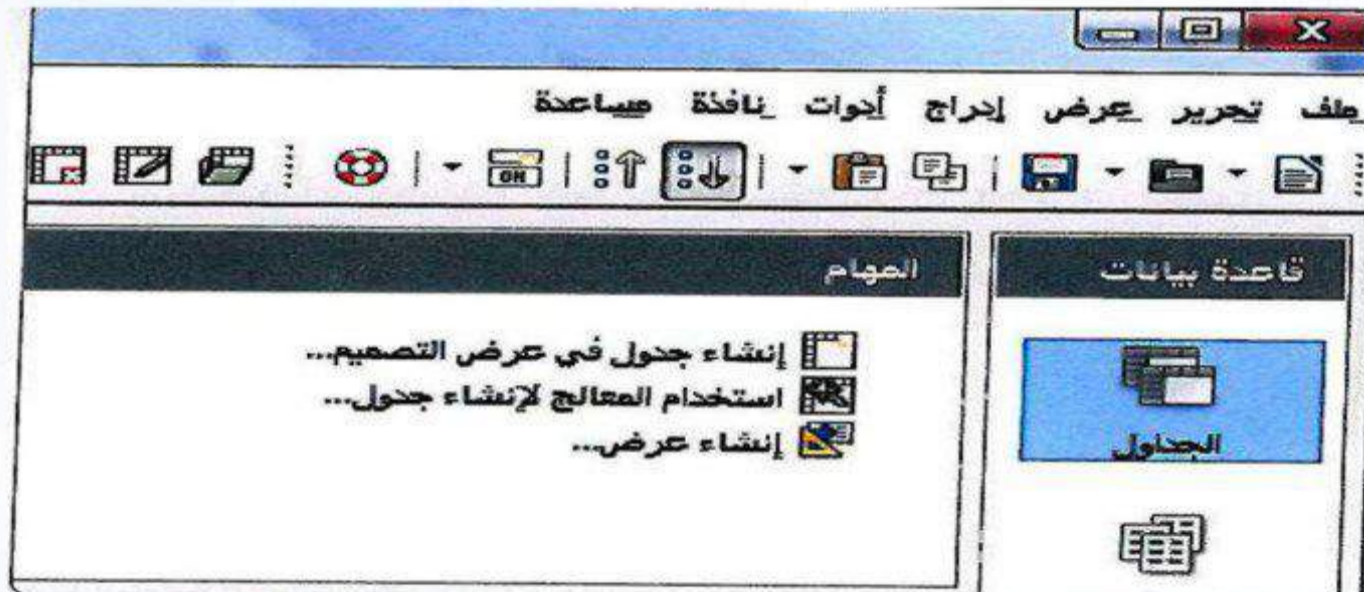 ملف تحرير عرض إدراج أدوات نافذة مساعدة
قاعدة بيانات
الجداول
المهام
إنشاء جدول في عرض التصميم...
استخدام المعالج لإنشاء جدول...
إنشاء عرض...